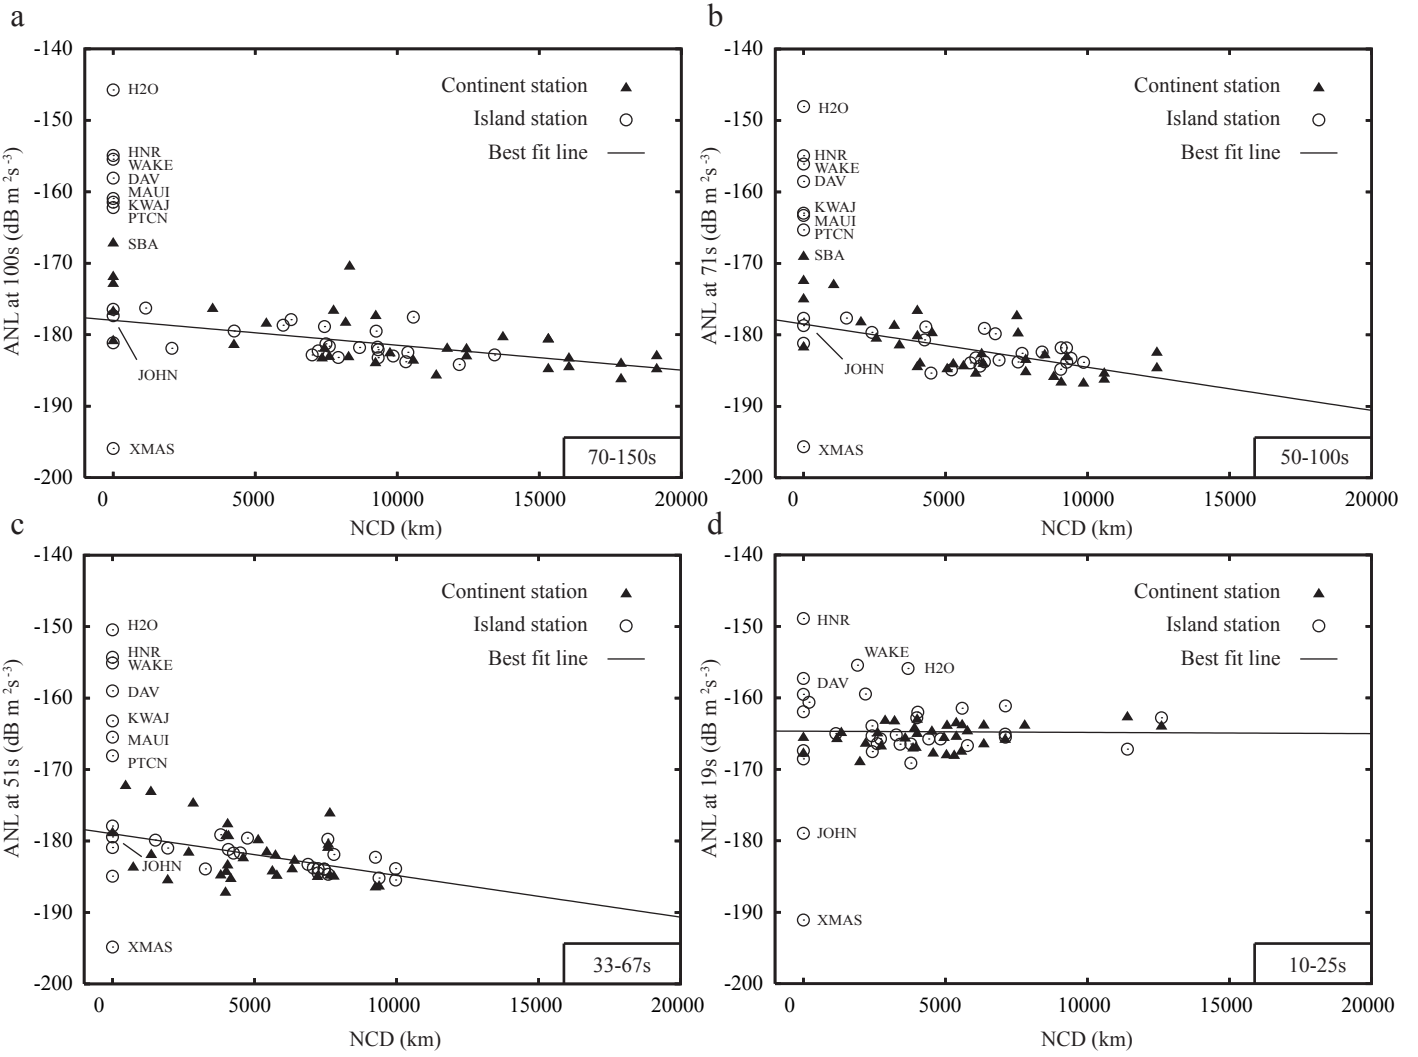 a
-140
-150
-160
-170
-180
-190
-200
ANL at 100s (dB m ²s⁻³)
Continent station
Island station
Best fit line
H2O
HNR
WAKE
DAV
MAUI
KWAJ
PTCN
SBA
JOHN
XMAS
70-150s
0 5000 10000 15000 20000
NCD (km)
b
-140
-150
-160
-170
-180
-190
-200
ANL at 71s (dB m ²s⁻³)
Continent station
Island station
Best fit line
H2O
HNR
WAKE
DAV
KWAJ
MAUI
PTCN
SBA
JOHN
XMAS
50-100s
0 5000 10000 15000 20000
NCD (km)
c
-140
-150
-160
-170
-180
-190
-200
ANL at 51s (dB m ²s⁻³)
Continent station
Island station
Best fit line
H2O
HNR
WAKE
DAV
KWAJ
MAUI
PTCN
JOHN
XMAS
33-67s
0 5000 10000 15000 20000
NCD (km)
d
-140
-150
-160
-170
-180
-190
-200
ANL at 19s (dB m ²s⁻³)
Continent station
Island station
Best fit line
HNR
WAKE
H2O
DAV
JOHN
XMAS
10-25s
0 5000 10000 15000 20000
NCD (km)